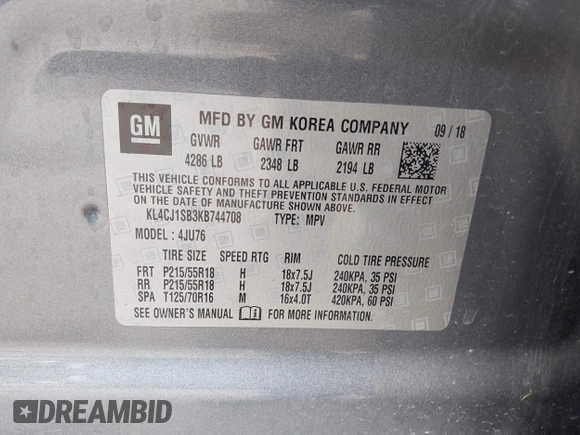 GM
MFD BY GM KOREA COMPANY 09 / 18
GVWR GAWR FRT GAWR RR
4286 LB 2348 LB 2194 LB
THIS VEHICLE CONFORMS TO ALL APPLICABLE U.S. FEDERAL MOTOR
VEHICLE SAFETY AND THEFT PREVENTION STANDARDS IN EFFECT
ON THE DATE OF MANUFACTURE SHOWN ABOVE.
KL4CJ1SB3KB744708 TYPE: MPV
MODEL : 4JU76
TIRE SIZE SPEED RTG RIM COLD TIRE PRESSURE
FRT P215/55R18 H 18x7.5J 240KPA, 35 PSI
RR P215/55R18 H 18x7.5J 240KPA, 35 PSI
SPA T125/70R16 M 16x4.0T 420KPA, 60 PSI
SEE OWNER'S MANUAL FOR MORE INFORMATION.
DREAMBID